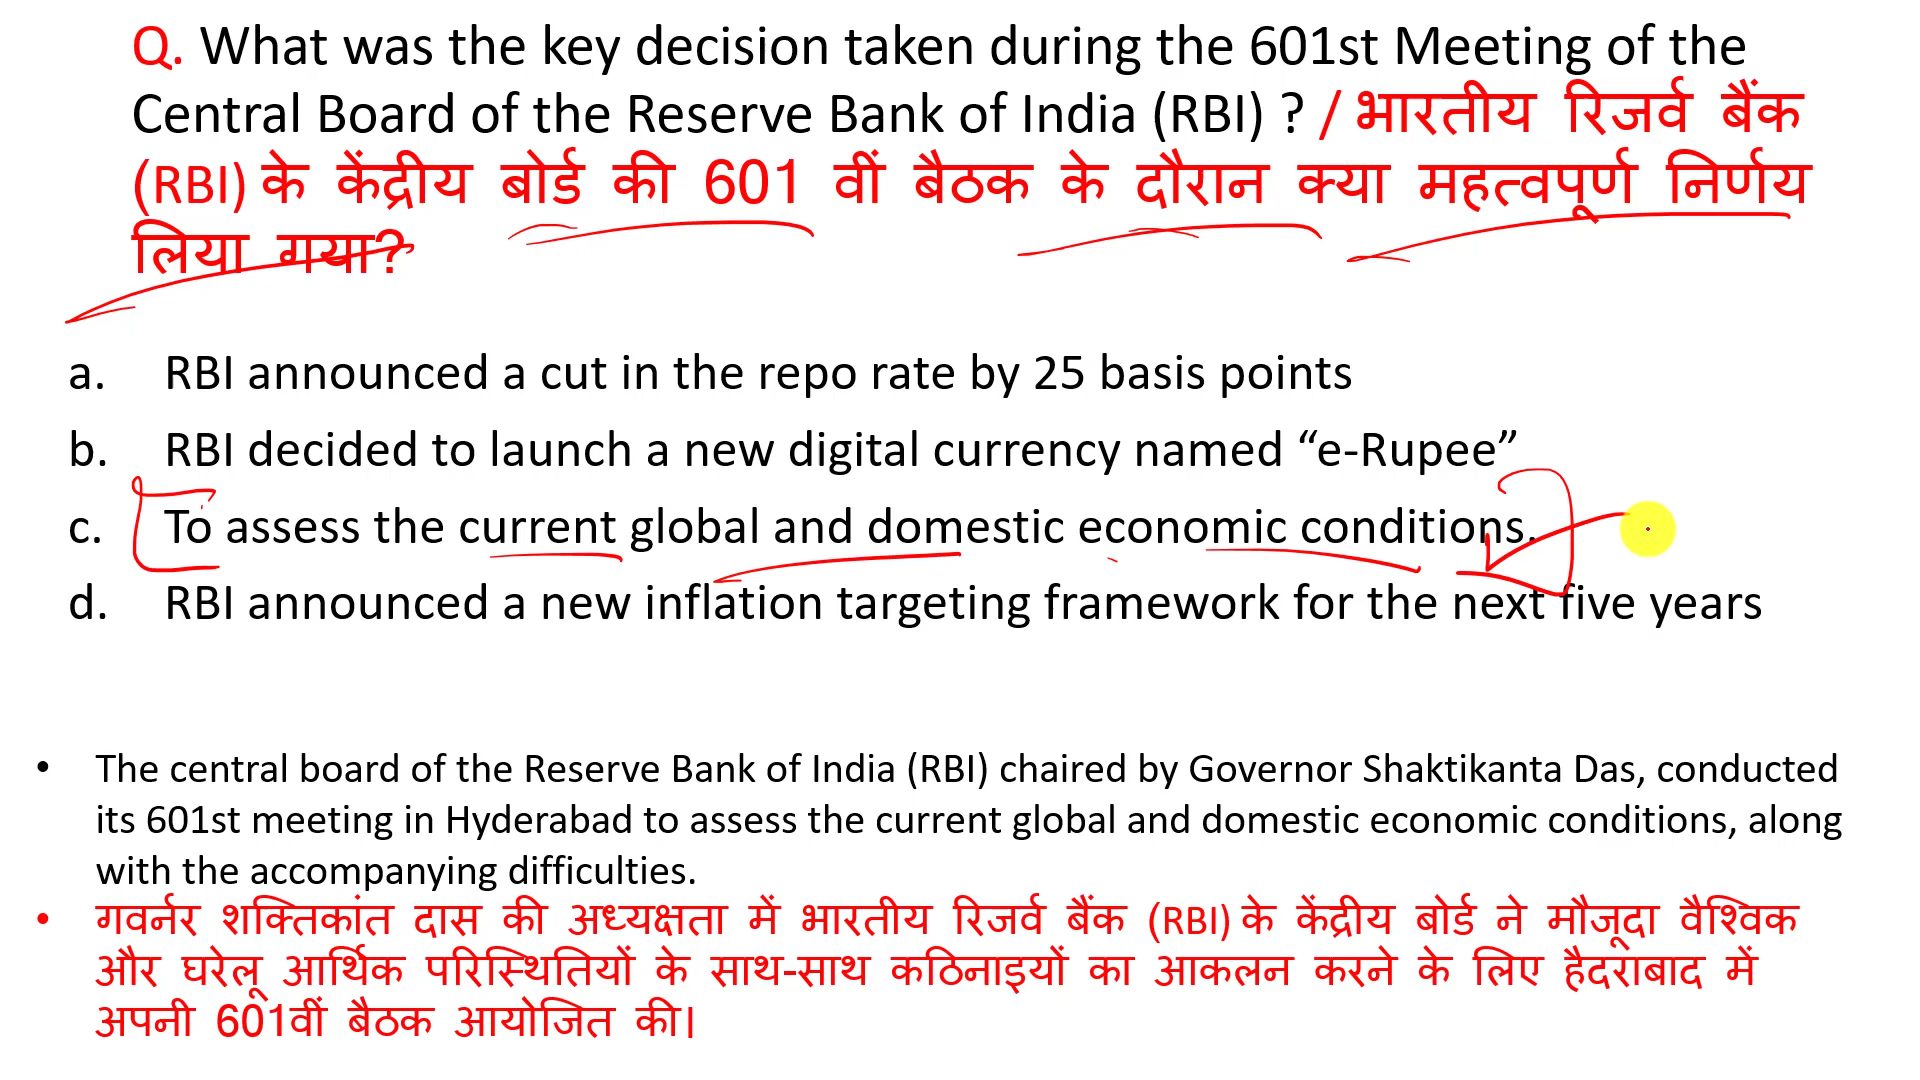 Q. What was the key decision taken during the 601st Meeting of the
Central Board of the Reserve Bank of India (RBI) ? / भारतीय रिजर्व बैंक
(RBI) के केंद्रीय बोर्ड की 601 वीं बैठक के दौरान क्या महत्वपूर्ण निर्णय
लिया गया?
a. RBI announced a cut in the repo rate by 25 basis points
b. RBI decided to launch a new digital currency named “e-Rupee”
c. To assess the current global and domestic economic conditions.
d. RBI announced a new inflation targeting framework for the next five years
• The central board of the Reserve Bank of India (RBI) chaired by Governor Shaktikanta Das, conducted
its 601st meeting in Hyderabad to assess the current global and domestic economic conditions, along
with the accompanying difficulties.
• गवर्नर शक्तिकांत दास की अध्यक्षता में भारतीय रिजर्व बैंक (RBI) के केंद्रीय बोर्ड ने मौजूदा वैश्विक
और घरेलू आर्थिक परिस्थितियों के साथ-साथ कठिनाइयों का आकलन करने के लिए हैदराबाद में
अपनी 601वीं बैठक आयोजित की।